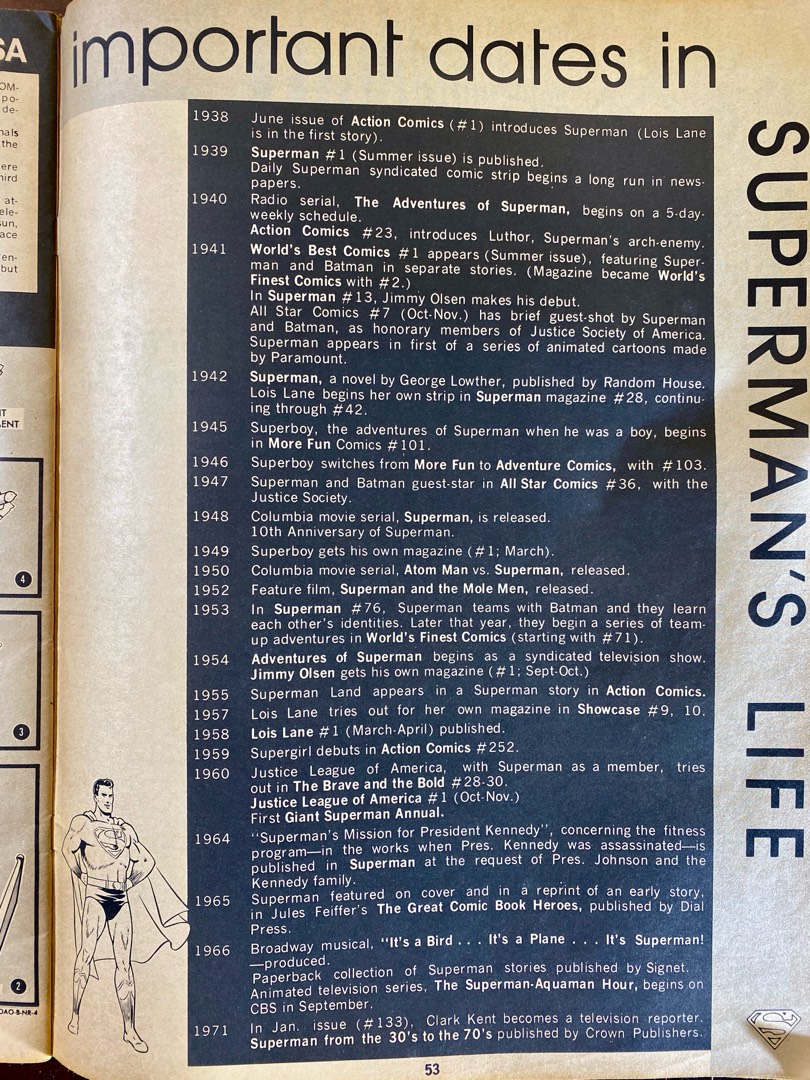 SA
OM-
po-
de-
nals
the
ere
hird
at-
ele-
sun,
ace
en-
but
T
MENT
4
3
2
DAO-B-NR-4
important dates in
SUPERMAN'S LIFE
1938 June issue of Action Comics (#1) introduces Superman (Lois Lane
is in the first story).
1939 Superman #1 (Summer issue) is published.
Daily Superman syndicated comic strip begins a long run in news-
papers.
1940 Radio serial, The Adventures of Superman, begins on a 5-day-
weekly schedule.
Action Comics #23, introduces Luthor, Superman's arch-enemy.
1941 World's Best Comics #1 appears (Summer issue), featuring Super-
man and Batman in separate stories. (Magazine became World's
Finest Comics with #2.)
In Superman #13, Jimmy Olsen makes his debut.
All Star Comics #7 (Oct-Nov.) has brief guest-shot by Superman
and Batman, as honorary members of Justice Society of America.
Superman appears in first of a series of animated cartoons made
by Paramount.
1942 Superman, a novel by George Lowther, published by Random House.
Lois Lane begins her own strip in Superman magazine #28, continu-
ing through #42.
1945 Superboy, the adventures of Superman when he was a boy, begins
in More Fun Comics #101.
1946 Superboy switches from More Fun to Adventure Comics, with #103.
1947 Superman and Batman guest-star in All Star Comics #36, with the
Justice Society.
1948 Columbia movie serial, Superman, is released.
10th Anniversary of Superman.
1949 Superboy gets his own magazine (#1; March).
1950 Columbia movie serial, Atom Man vs. Superman, released.
1952 Feature film, Superman and the Mole Men, released.
1953 In Superman #76, Superman teams with Batman and they learn
each other's identities. Later that year, they begin a series of team-
up adventures in World's Finest Comics (starting with #71).
1954 Adventures of Superman begins as a syndicated television show.
Jimmy Olsen gets his own magazine (#1; Sept-Oct.)
1955 Superman Land appears in a Superman story in Action Comics.
1957 Lois Lane tries out for her own magazine in Showcase #9, 10.
1958 Lois Lane #1 (March-April) published.
1959 Supergirl debuts in Action Comics #252.
1960 Justice League of America, with Superman as a member, tries
out in The Brave and the Bold #28-30.
Justice League of America #1 (Oct-Nov.)
First Giant Superman Annual.
1964 "Superman's Mission for President Kennedy", concerning the fitness
program—in the works when Pres. Kennedy was assassinated—is
published in Superman at the request of Pres. Johnson and the
Kennedy family.
1965 Superman featured on cover and in a reprint of an early story,
in Jules Feiffer's The Great Comic Book Heroes, published by Dial
Press.
1966 Broadway musical, "It's a Bird . . . It's a Plane . . . It's Superman!
—produced.
Paperback collection of Superman stories published by Signet.
Animated television series, The Superman-Aquaman Hour, begins on
CBS in September.
1971 In Jan. issue (#133), Clark Kent becomes a television reporter.
Superman from the 30's to the 70's published by Crown Publishers.
53